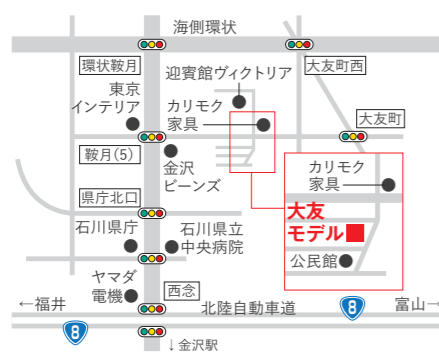 海側環状
環状鞍月
大友町西
迎賓館ヴィクトリア
東京
インテリア
カリモク
家具
大友町
鞍月(5)
金沢
ビーンズ
カリモク
家具
県庁北口
大友
モデル
石川県庁
石川県立
中央病院
公民館
ヤマダ
電機
西念
←福井
北陸自動車道
富山→
8
8
↓金沢駅